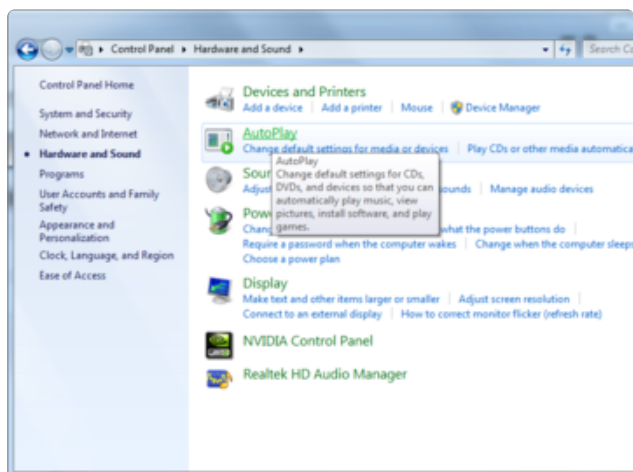 Control Panel ▸ Hardware and Sound ▸
Search Co
Control Panel Home
System and Security
Network and Internet
Hardware and Sound
Programs
User Accounts and Family
Safety
Appearance and
Personalization
Clock, Language, and Region
Ease of Access
Devices and Printers
Add a device | Add a printer | Mouse | Device Manager
AutoPlay
Change default settings for media or devices | Play CDs or other media automatica
AutoPlay
Change default settings for CDs,
DVDs, and devices so that you can
automatically play music, view
pictures, install software, and play
games.
Soun
Adjus ounds | Manage audio devices
Pow
Chang what the power buttons do
Require a password when the computer wakes | Change when the computer sleeps
Choose a power plan
Display
Make text and other items larger or smaller | Adjust screen resolution
Connect to an external display | How to correct monitor flicker (refresh rate)
NVIDIA Control Panel
Realtek HD Audio Manager